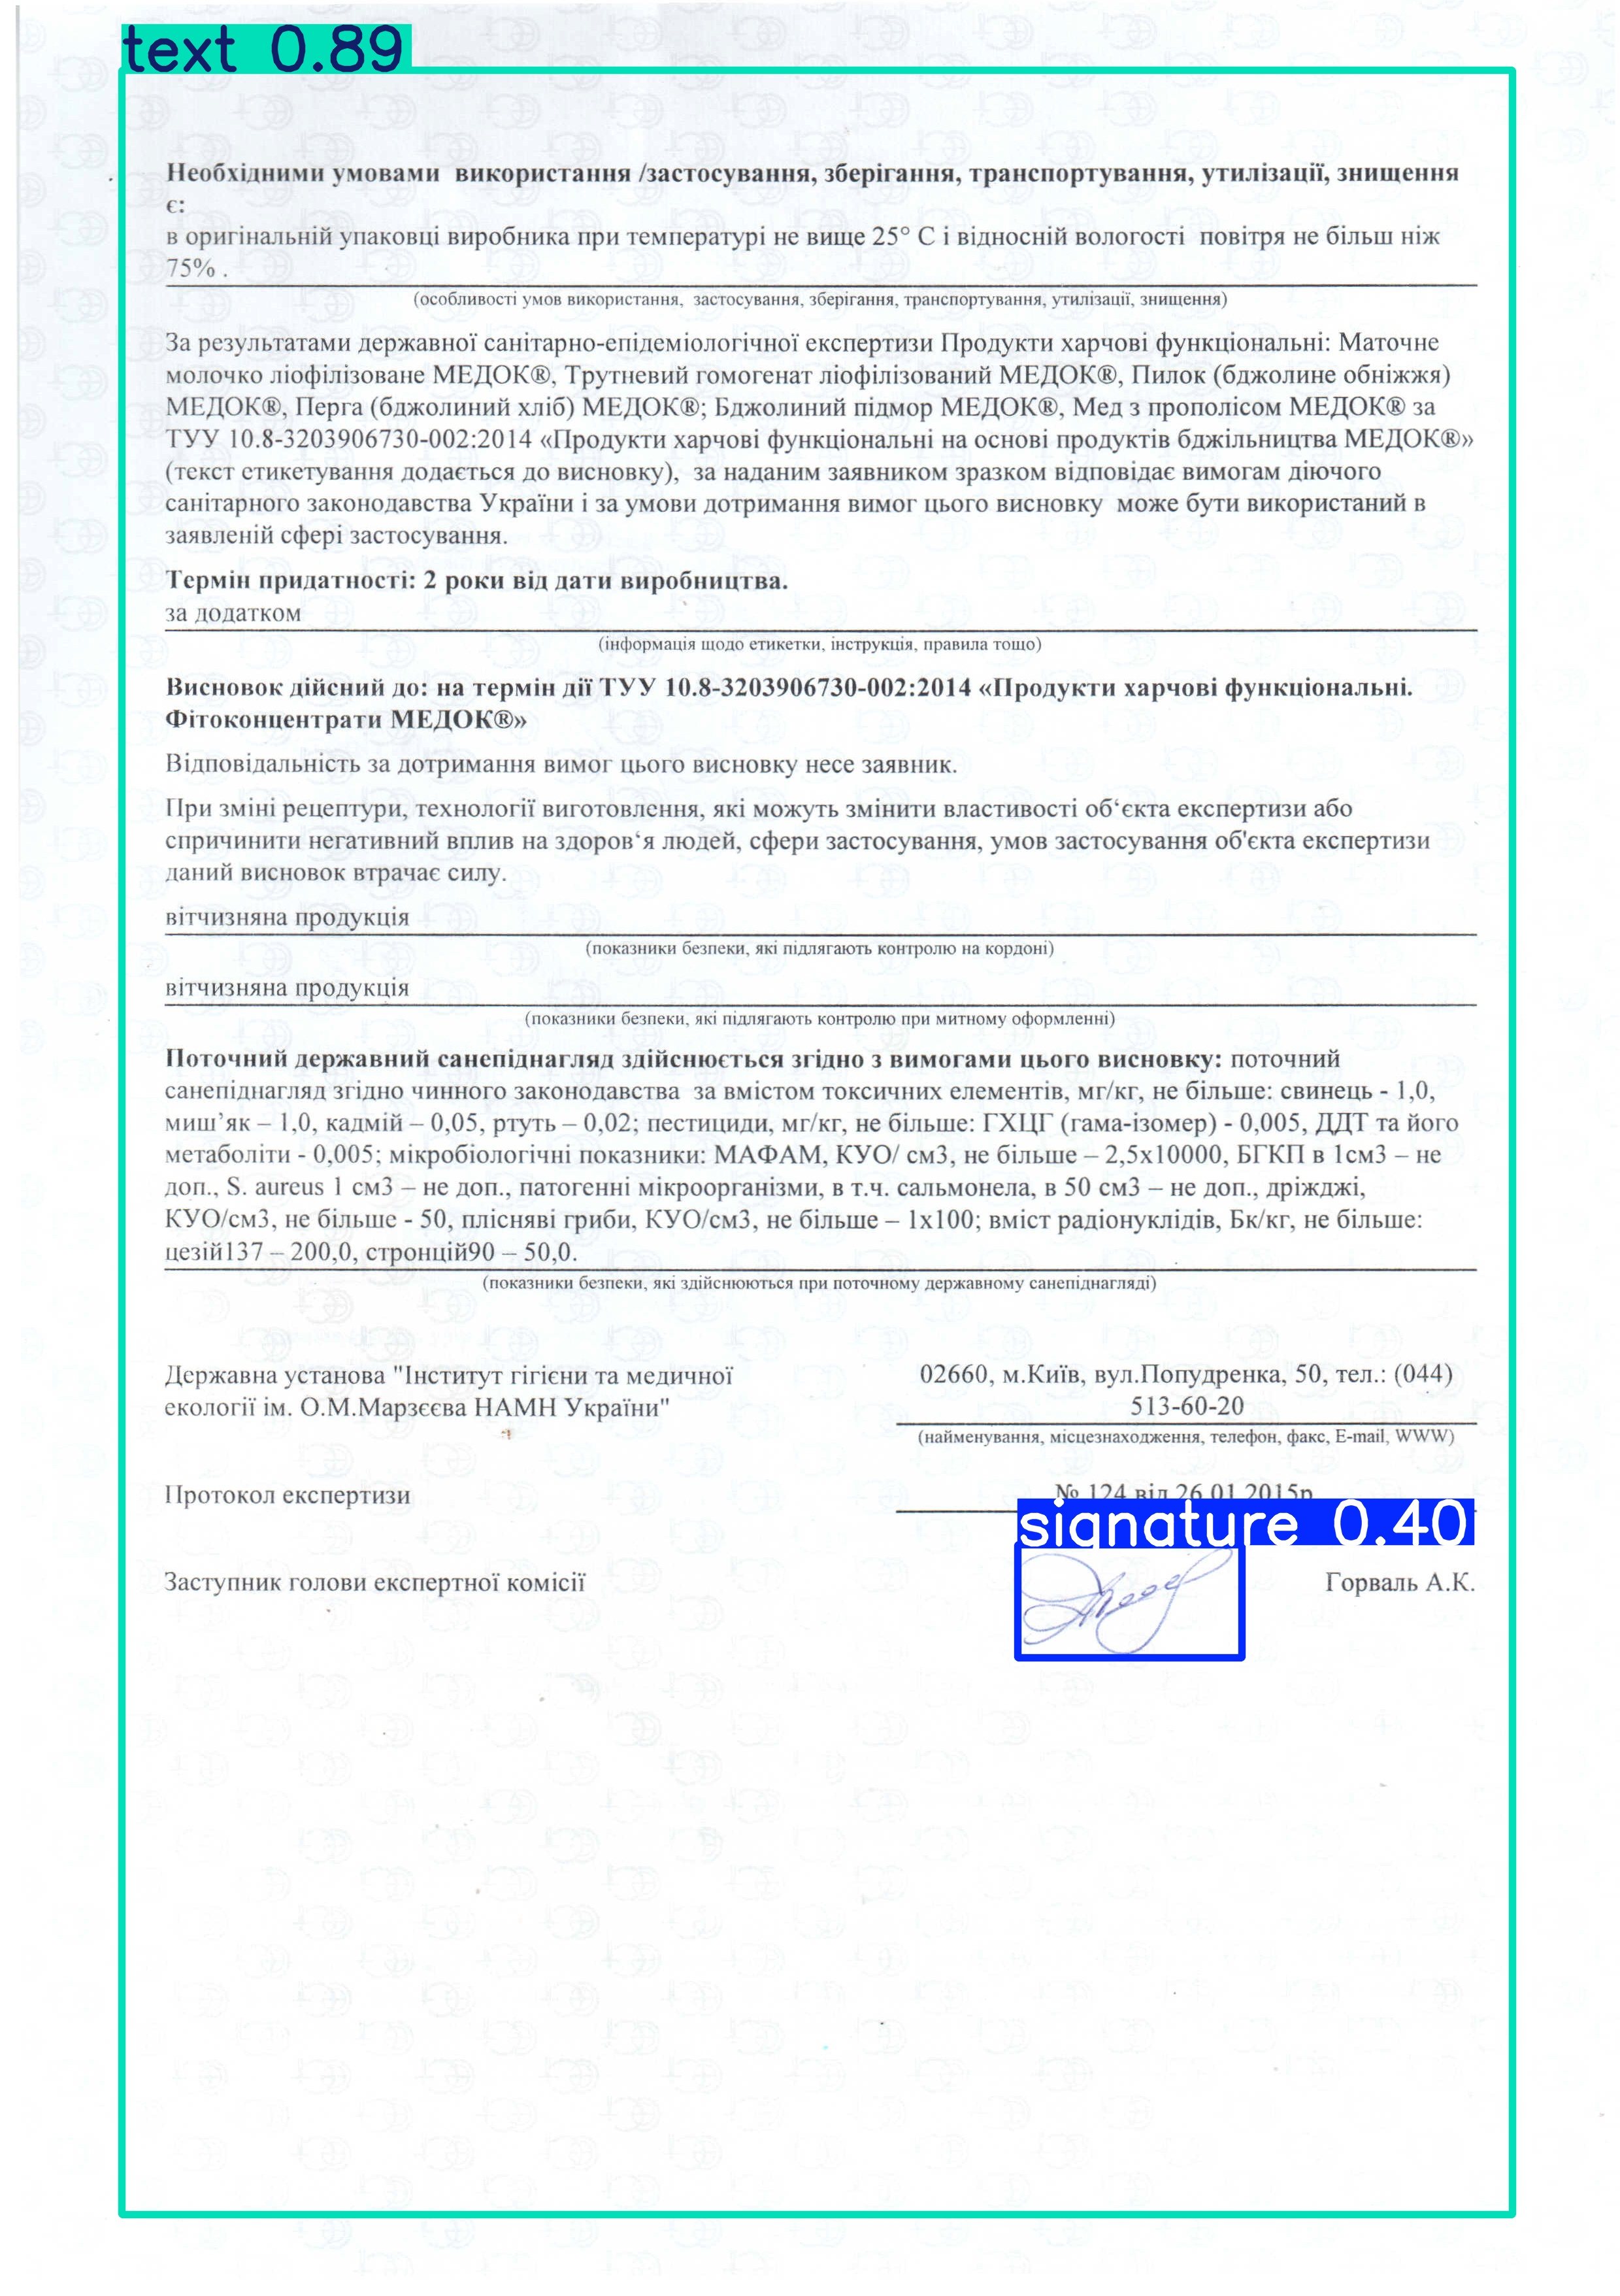 text 0.89
Необхідними умовами використання /застосування, зберігання, транспортування, утилізації, знищення
є:
в оригінальній упаковці виробника при температурі не вище 25° С і відносній вологості повітря не більш ніж
75% .
(особливості умов використання, застосування, зберігання, транспортування, утилізації, знищення)
За результатами державної санітарно-епідеміологічної експертизи Продукти харчові функціональні: Маточне
молочко ліофілізоване МЕДОК®, Трутневий гомогенат ліофілізований МЕДОК®, Пилок (бджолине обніжжя)
МЕДОК®, Перга (бджолиний хліб) МЕДОК®; Бджолиний підмор МЕДОК®, Мед з прополісом МЕДОК® за
ТУУ 10.8-3203906730-002:2014 «Продукти харчові функціональні на основі продуктів бджільництва МЕДОК®»
(текст етикетування додається до висновку), за наданим заявником зразком відповідає вимогам діючого
санітарного законодавства України і за умови дотримання вимог цього висновку може бути використаний в
заявленій сфері застосування.
Термін придатності: 2 роки від дати виробництва.
за додатком
(інформація щодо етикетки, інструкція, правила тощо)
Висновок дійсний до: на термін дії ТУУ 10.8-3203906730-002:2014 «Продукти харчові функціональні.
Фітоконцентрати МЕДОК®»
Відповідальність за дотримання вимог цього висновку несе заявник.
При зміні рецептури, технології виготовлення, які можуть змінити властивості об‘єкта експертизи або
спричинити негативний вплив на здоров‘я людей, сфери застосування, умов застосування об'єкта експертизи
даний висновок втрачає силу.
вітчизняна продукція
(показники безпеки, які підлягають контролю на кордоні)
вітчизняна продукція
(показники безпеки, які підлягають контролю при митному оформленні)
Поточний державний санепіднагляд здійснюється згідно з вимогами цього висновку: поточний
санепіднагляд згідно чинного законодавства за вмістом токсичних елементів, мг/кг, не більше: свинець - 1,0,
миш’як – 1,0, кадмій – 0,05, ртуть – 0,02; пестициди, мг/кг, не більше: ГХЦГ (гама-ізомер) - 0,005, ДДТ та його
метаболіти - 0,005; мікробіологічні показники: МАФАМ, КУО/ см3, не більше – 2,5х10000, БГКП в 1см3 – не
доп., S. aureus 1 см3 – не доп., патогенні мікроорганізми, в т.ч. сальмонела, в 50 см3 – не доп., дріжджі,
КУО/см3, не більше - 50, плісняві гриби, КУО/см3, не більше – 1х100; вміст радіонуклідів, Бк/кг, не більше:
цезій137 – 200,0, стронцій90 – 50,0.
(показники безпеки, які здійснюються при поточному державному санепіднагляді)
Державна установа "Інститут гігієни та медичної
екології ім. О.М.Марзєєва НАМН України"
02660, м.Київ, вул.Попудренка, 50, тел.: (044)
513-60-20
(найменування, місцезнаходження, телефон, факс, E-mail, WWW)
Протокол експертизи
№ 124 від 26.01.2015р
signature 0.40
Заступник голови експертної комісії
Горваль А.К.